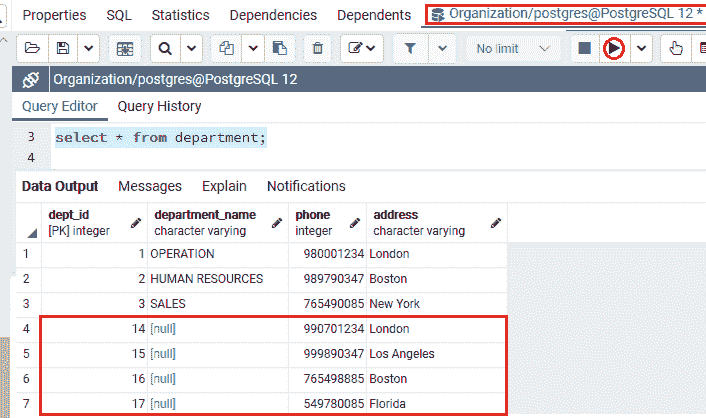 Properties SQL Statistics Dependencies Dependents Organization/postgres@PostgreSQL 12 *
No limit
Organization/postgres@PostgreSQL 12
Query Editor Query History
3 select * from department;
4
Data Output Messages Explain Notifications
dept_id department_name phone address
[PK] integer character varying integer character varying
1 1 OPERATION 980001234 London
2 2 HUMAN RESOURCES 989790347 Boston
3 3 SALES 765490085 New York
4 14 [null] 990701234 London
5 15 [null] 999890347 Los Angeles
6 16 [null] 765498885 Boston
7 17 [null] 549780085 Florida